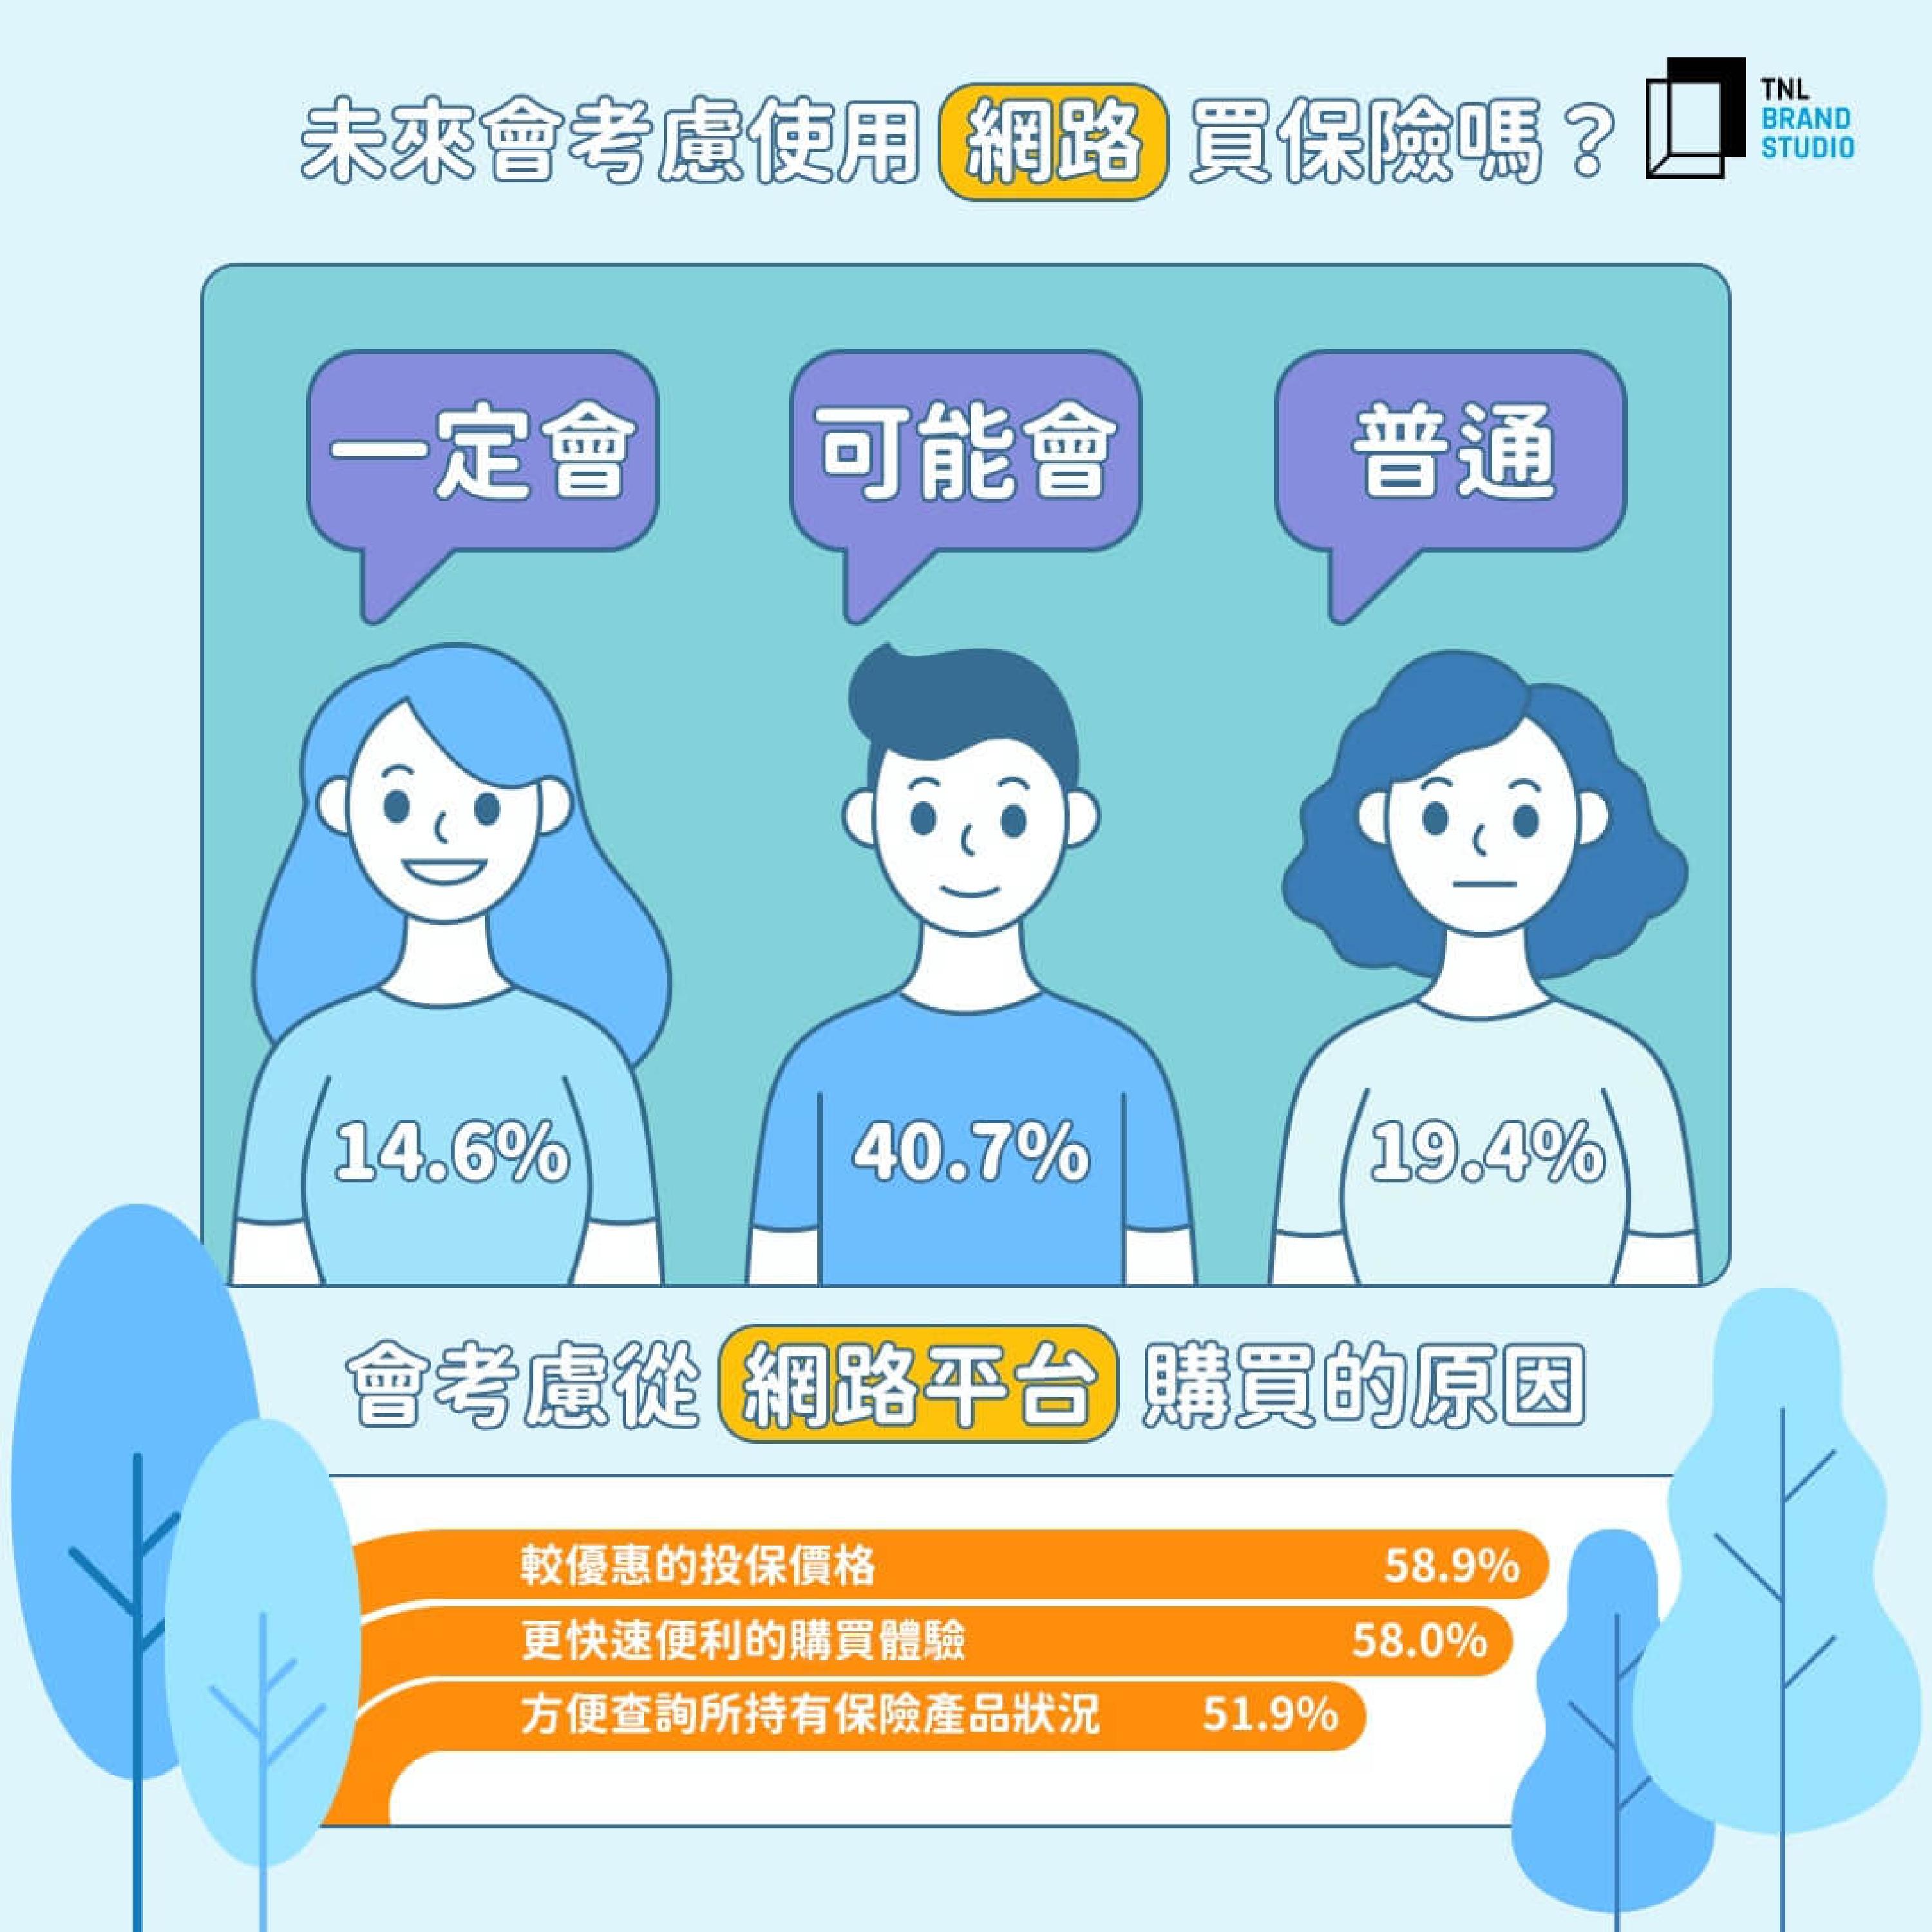 未來會考慮使用網路買保險嗎？
TNL
BRAND
STUDIO
一定會
可能會
普通
14.6%
40.7%
19.4%
會考慮從網路平台購買的原因
較優惠的投保價格 58.9%
更快速便利的購買體驗 58.0%
方便查詢所持有保險產品狀況 51.9%